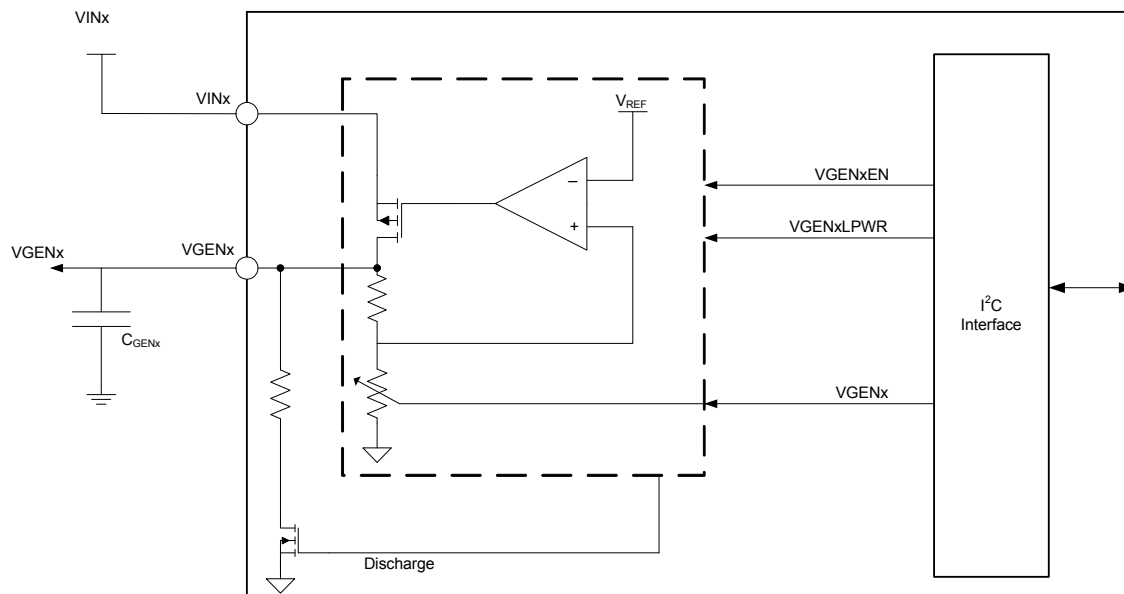 VINx
VINx
VREF
−
+
VGENxEN
VGENxLPWR
VGENx
VGENx
CGENx
I²C
Interface
VGENx
Discharge